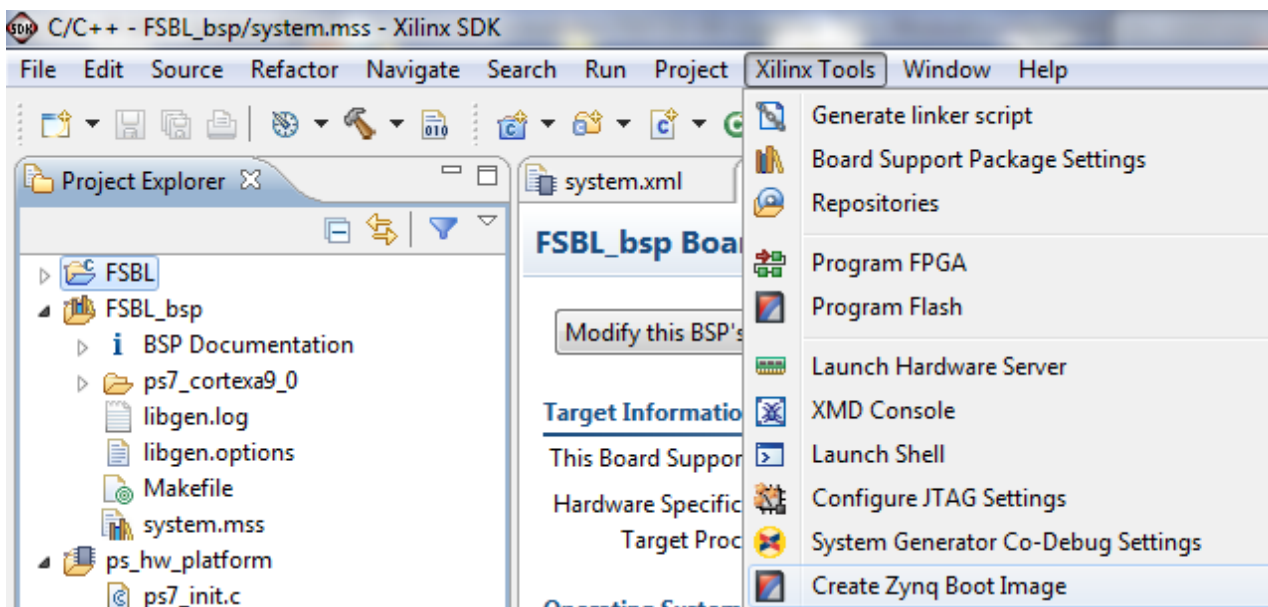 C/C++ - FSBL_bsp/system.mss - Xilinx SDK
File Edit Source Refactor Navigate Search Run Project Xilinx Tools Window Help
010
Project Explorer
FSBL
FSBL_bsp
BSP Documentation
ps7_cortexa9_0
libgen.log
libgen.options
Makefile
system.mss
ps_hw_platform
ps7_init.c
system.xml
FSBL_bsp Boa
Modify this BSP's
Target Informatio
This Board Suppor
Hardware Specific
Target Proc
Generate linker script
Board Support Package Settings
Repositories
Program FPGA
Program Flash
Launch Hardware Server
XMD Console
Launch Shell
Configure JTAG Settings
System Generator Co-Debug Settings
Create Zynq Boot Image